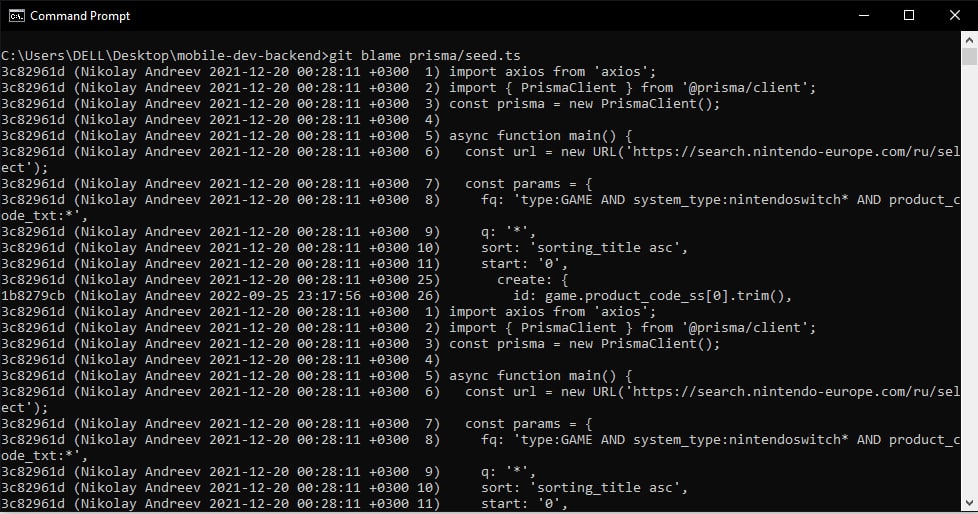 Command Prompt
C:\Users\DELL\Desktop\mobile-dev-backend>git blame prisma/seed.ts
3c82961d (Nikolay Andreev 2021-12-20 00:28:11 +0300  1) import axios from 'axios';
3c82961d (Nikolay Andreev 2021-12-20 00:28:11 +0300  2) import { PrismaClient } from '@prisma/client';
3c82961d (Nikolay Andreev 2021-12-20 00:28:11 +0300  3) const prisma = new PrismaClient();
3c82961d (Nikolay Andreev 2021-12-20 00:28:11 +0300  4)
3c82961d (Nikolay Andreev 2021-12-20 00:28:11 +0300  5) async function main() {
3c82961d (Nikolay Andreev 2021-12-20 00:28:11 +0300  6)   const url = new URL('https://search.nintendo-europe.com/ru/sel
ect');
3c82961d (Nikolay Andreev 2021-12-20 00:28:11 +0300  7)   const params = {
3c82961d (Nikolay Andreev 2021-12-20 00:28:11 +0300  8)     fq: 'type:GAME AND system_type:nintendoswitch* AND product_c
ode_txt:*',
3c82961d (Nikolay Andreev 2021-12-20 00:28:11 +0300  9)     q: '*',
3c82961d (Nikolay Andreev 2021-12-20 00:28:11 +0300 10)     sort: 'sorting_title asc',
3c82961d (Nikolay Andreev 2021-12-20 00:28:11 +0300 11)     start: '0',
3c82961d (Nikolay Andreev 2021-12-20 00:28:11 +0300 25)       create: {
1b8279cb (Nikolay Andreev 2022-09-25 23:17:56 +0300 26)         id: game.product_code_ss[0].trim(),
3c82961d (Nikolay Andreev 2021-12-20 00:28:11 +0300  1) import axios from 'axios';
3c82961d (Nikolay Andreev 2021-12-20 00:28:11 +0300  2) import { PrismaClient } from '@prisma/client';
3c82961d (Nikolay Andreev 2021-12-20 00:28:11 +0300  3) const prisma = new PrismaClient();
3c82961d (Nikolay Andreev 2021-12-20 00:28:11 +0300  4)
3c82961d (Nikolay Andreev 2021-12-20 00:28:11 +0300  5) async function main() {
3c82961d (Nikolay Andreev 2021-12-20 00:28:11 +0300  6)   const url = new URL('https://search.nintendo-europe.com/ru/sel
ect');
3c82961d (Nikolay Andreev 2021-12-20 00:28:11 +0300  7)   const params = {
3c82961d (Nikolay Andreev 2021-12-20 00:28:11 +0300  8)     fq: 'type:GAME AND system_type:nintendoswitch* AND product_c
ode_txt:*',
3c82961d (Nikolay Andreev 2021-12-20 00:28:11 +0300  9)     q: '*',
3c82961d (Nikolay Andreev 2021-12-20 00:28:11 +0300 10)     sort: 'sorting_title asc',
3c82961d (Nikolay Andreev 2021-12-20 00:28:11 +0300 11)     start: '0',